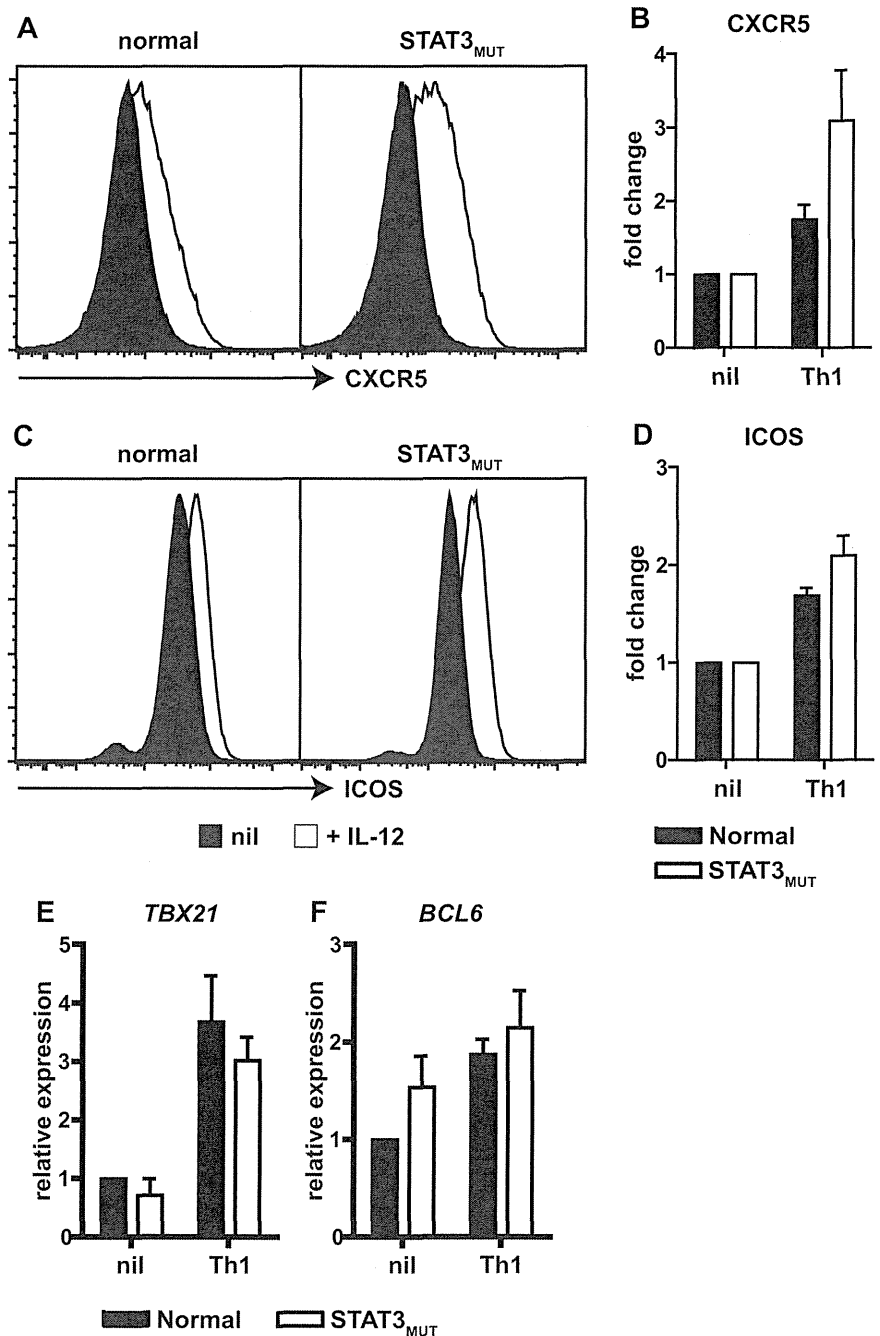 A
normal
STAT3MUT
CXCR5
B
CXCR5
fold change
4
3
2
1
0
nil
Th1
C
normal
STAT3MUT
ICOS
nil
+ IL-12
D
ICOS
fold change
3
2
1
0
nil
Th1
Normal
STAT3MUT
E
TBX21
relative expression
5
4
3
2
1
0
nil
Th1
F
BCL6
relative expression
3
2
1
0
nil
Th1
Normal
STAT3MUT